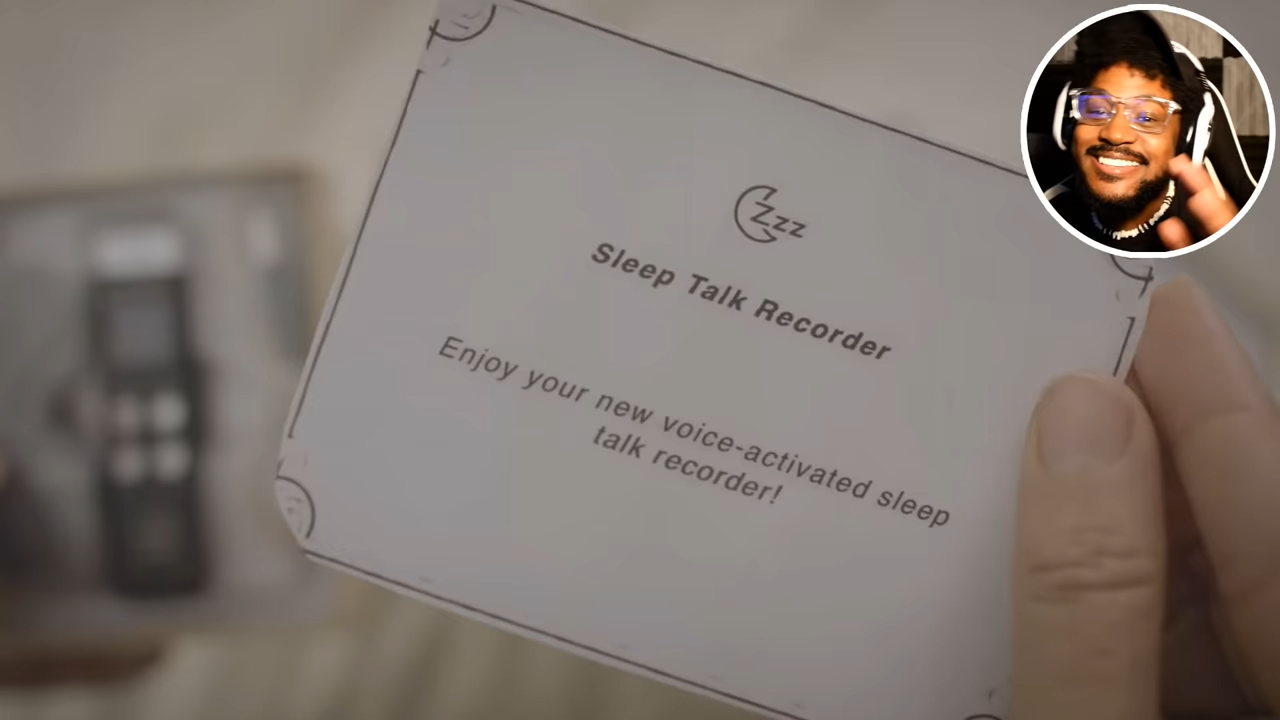 Zzz
Sleep Talk Recorder
Enjoy your new voice-activated sleep
talk recorder!